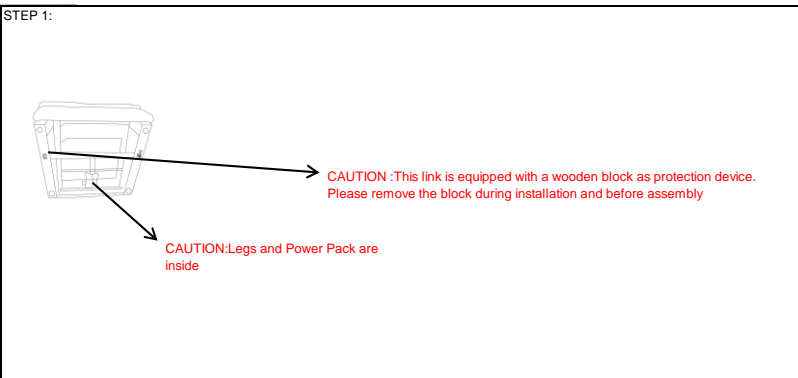 STEP 1:
CAUTION :This link is equipped with a wooden block as protection device.
Please remove the block during installation and before assembly
CAUTION:Legs and Power Pack are
inside